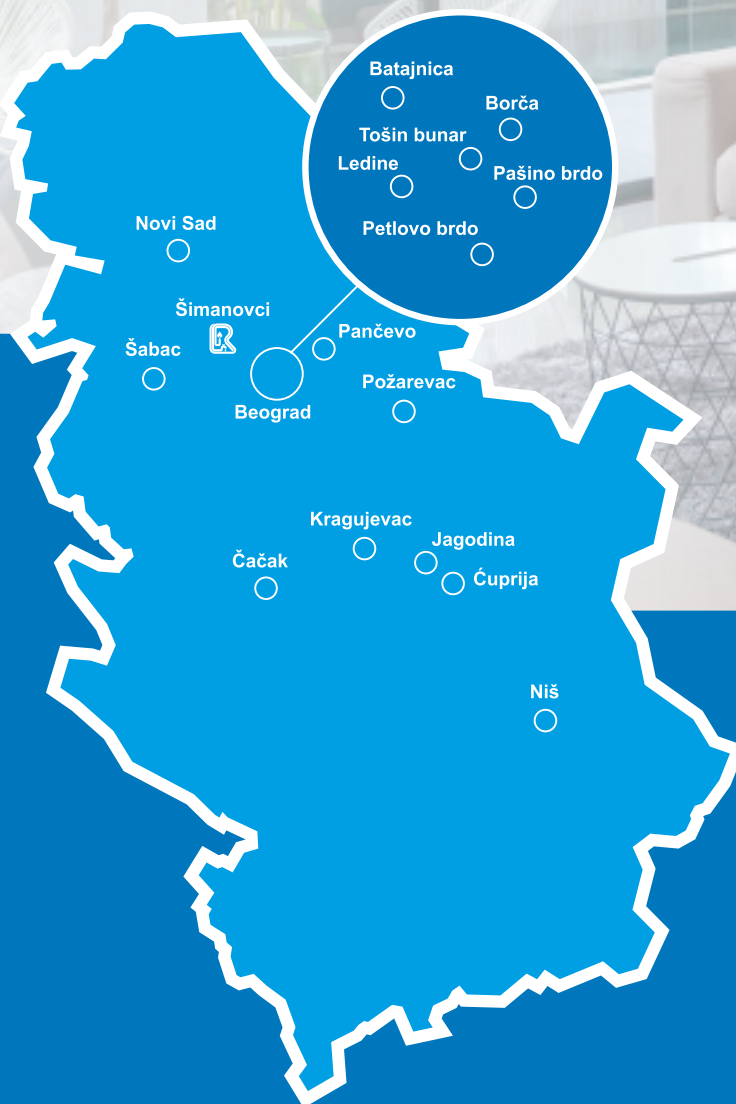 Batajnica
Borča
Tošin bunar
Ledine
Pašino brdo
Petlovo brdo
Novi Sad
Šimanovci
Pančevo
Šabac
Požarevac
Beograd
Kragujevac
Jagodina
Čačak
Ćuprija
Niš